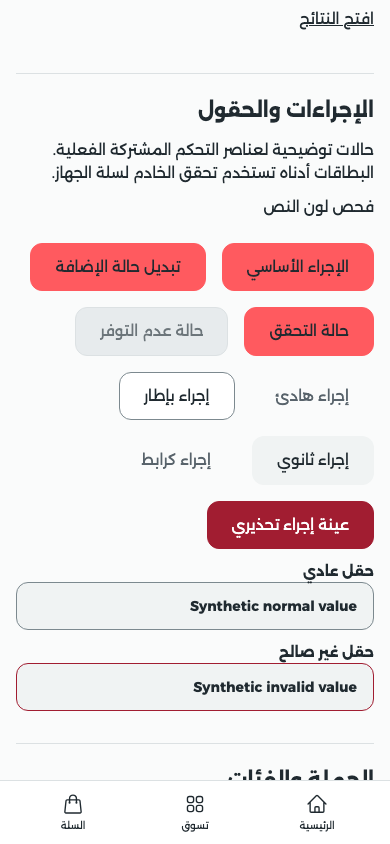 افتح النتائج
الإجراءات والحقول
حالات توضيحية لعناصر التحكم المشتركة الفعلية.
البطاقات أدناه تستخدم تحقق الخادم لسلة الجهاز.
فحص لون النص
الإجراء الأساسي
تبديل حالة الإضافة
حالة التحقق
حالة عدم التوفر
إجراء هادئ
إجراء بإطار
إجراء ثانوي
إجراء كرابط
عينة إجراء تحذيري
حقل عادي
Synthetic normal value
حقل غير صالح
Synthetic invalid value
الحملة والفئات
الرئيسية
تسوق
السلة